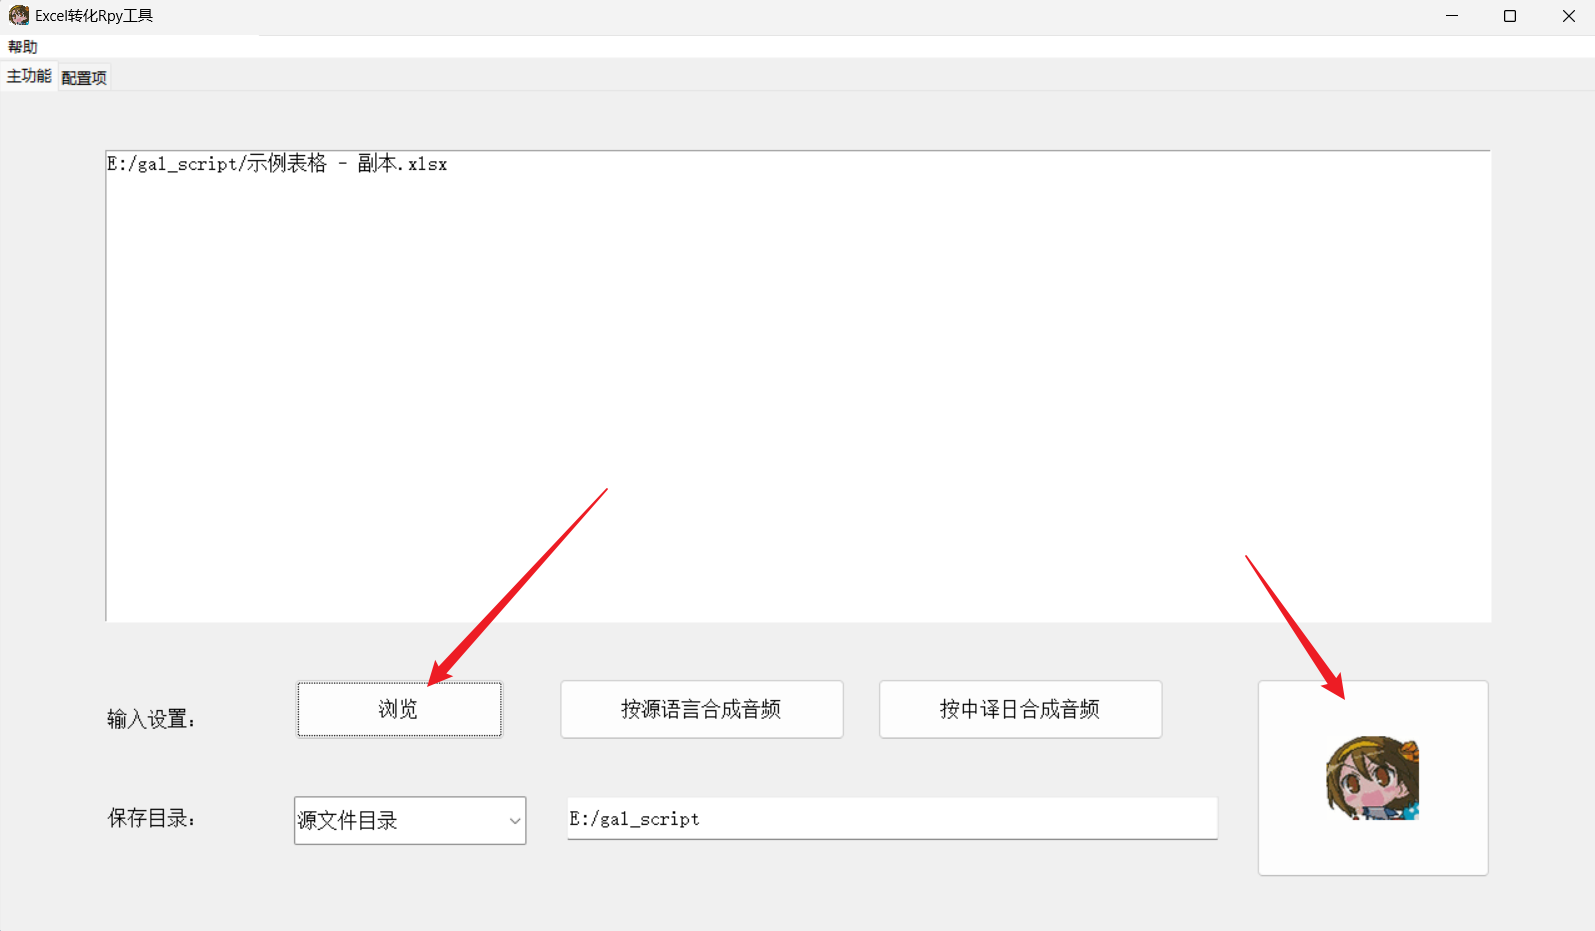 Excel转化Rpy工具
帮助
主功能 配置项
E:/gal_script/示例表格 - 副本.xlsx
输入设置: 浏览 按源语言合成音频 按中译日合成音频
保存目录: 源文件目录 E:/gal_script